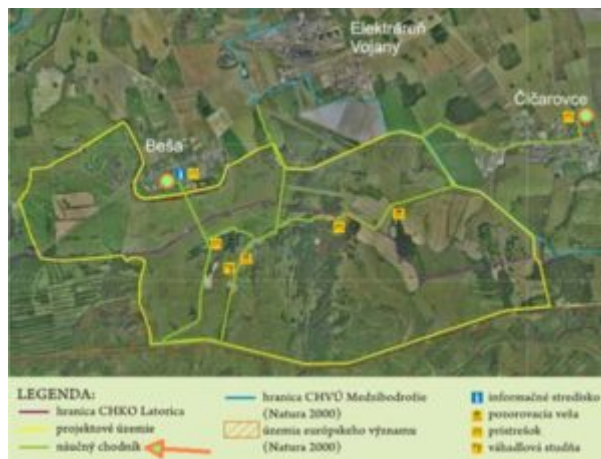 Elektráreň
Vojany
Čičarovce
Beša
LEGENDA:
hranica CHKO Latorica
projektové územie
náučný chodník
hranica CHVÚ Medzibodrožie
(Natura 2000)
územia európskeho významu
(Natura 2000)
informačné stredisko
pozorovacia veža
prístrešok
váhadlová studňa